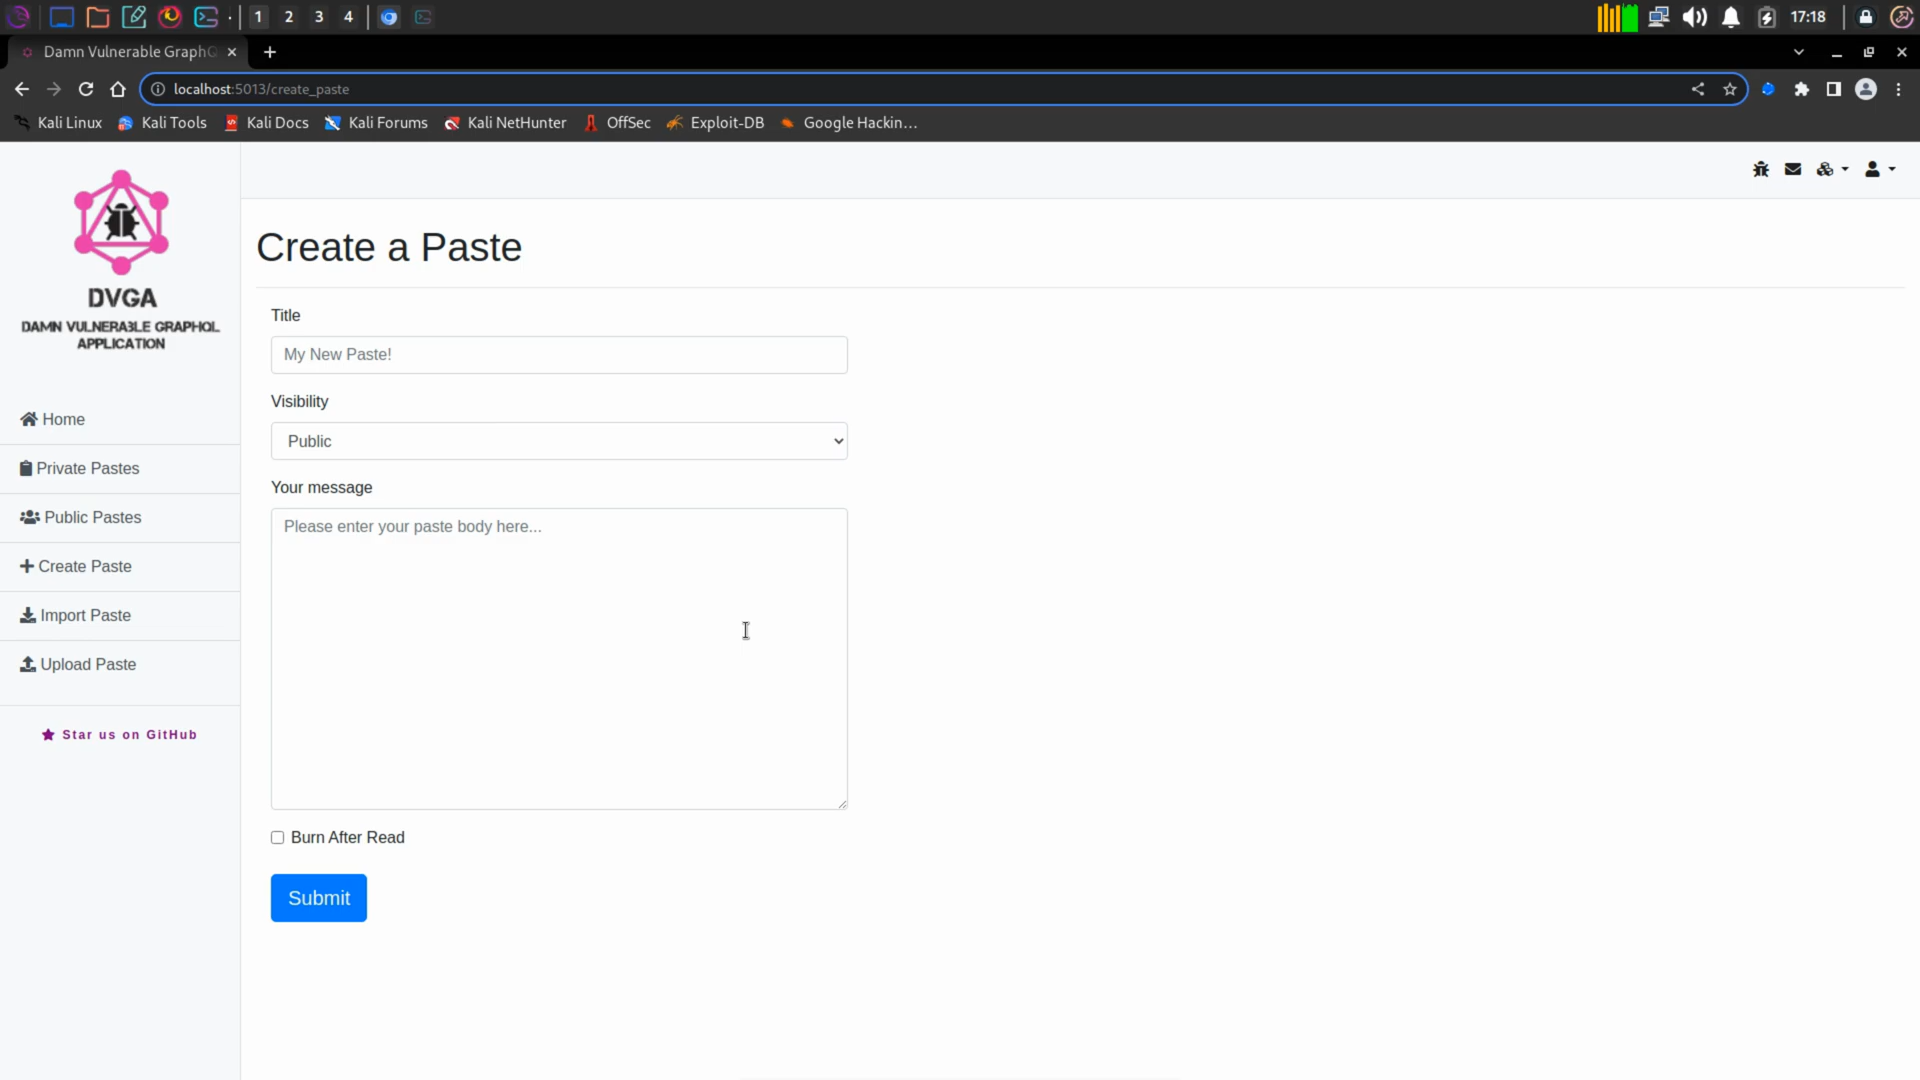 1 2 3 4
17:18
Damn Vulnerable GraphQ
localhost:5013/create_paste
Kali Linux Kali Tools Kali Docs Kali Forums Kali NetHunter OffSec Exploit-DB Google Hackin…
DVGA
DAMN VULNERA3LE GRAPHQL
APPLICATION
Home
Private Pastes
Public Pastes
Create Paste
Import Paste
Upload Paste
Star us on GitHub
Create a Paste
Title
My New Paste!
Visibility
Public
Your message
Please enter your paste body here...
Burn After Read
Submit